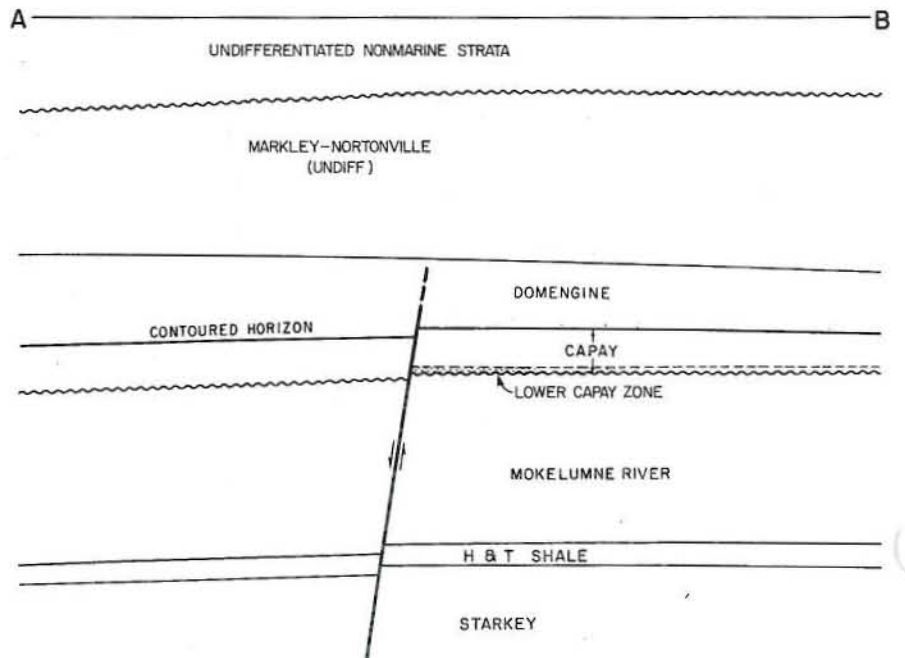 A
B
UNDIFFERENTIATED NONMARINE STRATA
MARKLEY-NORTONVILLE
(UNDIFF)
DOMENGINE
CONTOURED HORIZON
CAPAY
LOWER CAPAY ZONE
MOKELUMNE RIVER
H & T SHALE
STARKEY